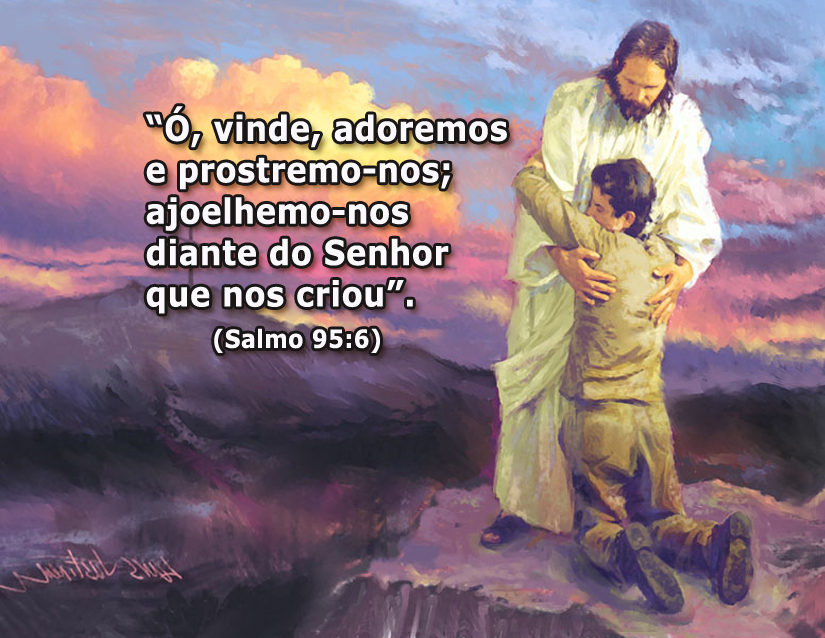 “Ó, vinde, adoremos
e prostremo-nos;
ajoelhemo-nos
diante do Senhor
que nos criou”.
(Salmo 95:6)